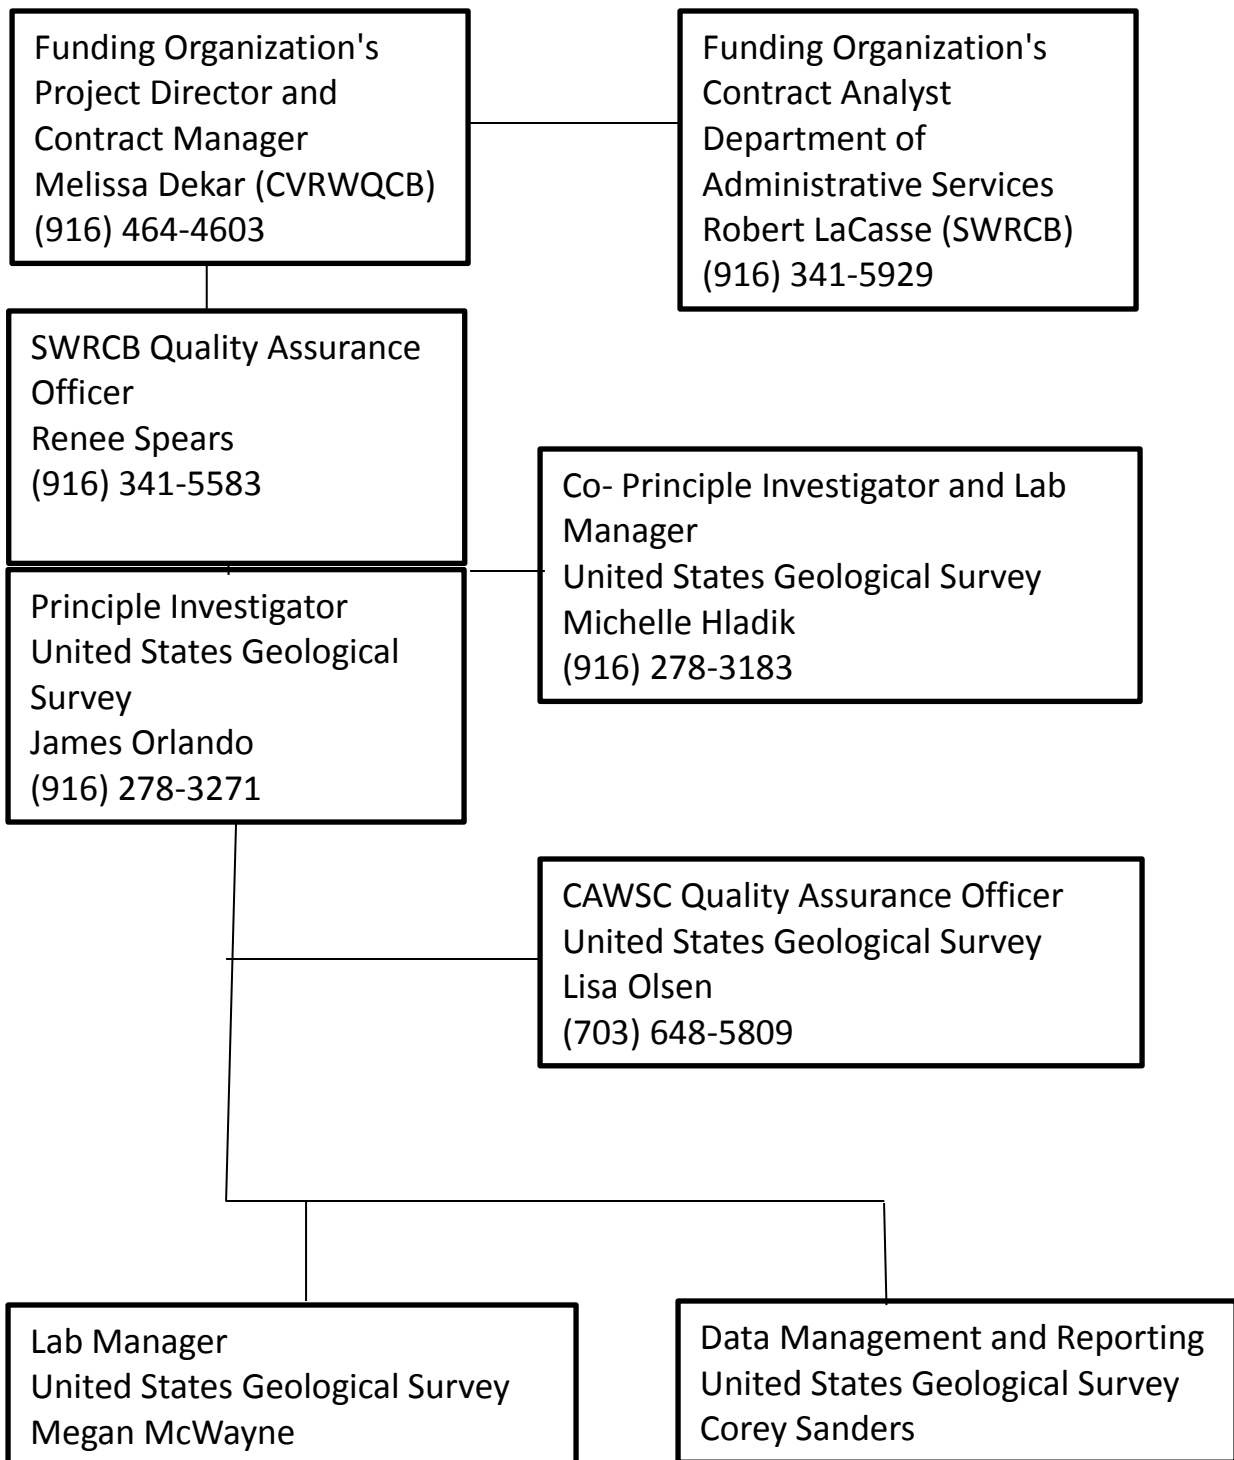 Funding Organization's
Project Director and
Contract Manager
Melissa Dekar (CVRWQCB)
(916) 464-4603
Funding Organization's
Contract Analyst
Department of
Administrative Services
Robert LaCasse (SWRCB)
(916) 341-5929
SWRCB Quality Assurance
Officer
Renee Spears
(916) 341-5583
Co- Principle Investigator and Lab
Manager
United States Geological Survey
Michelle Hladik
(916) 278-3183
Principle Investigator
United States Geological
Survey
James Orlando
(916) 278-3271
CAWSC Quality Assurance Officer
United States Geological Survey
Lisa Olsen
(703) 648-5809
Lab Manager
United States Geological Survey
Megan McWayne
Data Management and Reporting
United States Geological Survey
Corey Sanders